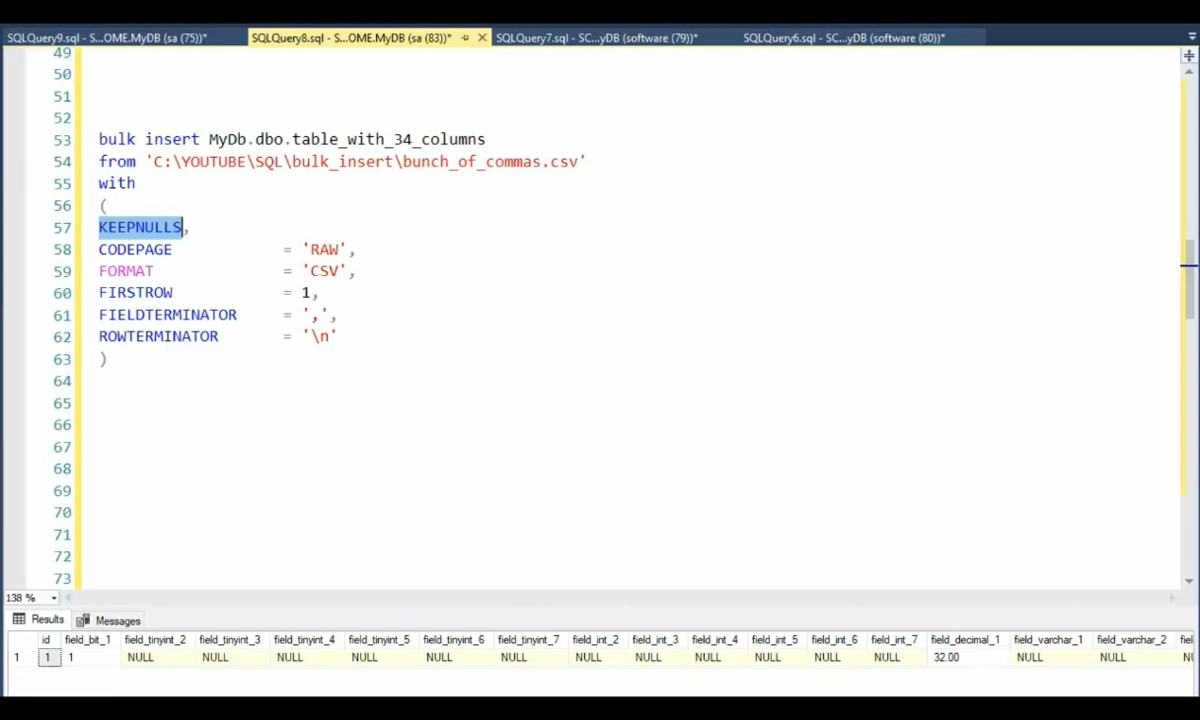 SQLQuery9.sql - S...OME.MyDB (sa (75))* SQLQuery8.sql - S...OME.MyDB (sa (83))* SQLQuery7.sql - SC...yDB (software (79))* SQLQuery6.sql - SC...yDB (software (80))*
49
50
51
52
53 bulk insert MyDb.dbo.table_with_34_columns
54 from 'C:\YOUTUBE\SQL\bulk_insert\bunch_of_commas.csv'
55 with
56 (
57 KEEPNULLS,
58 CODEPAGE = 'RAW',
59 FORMAT = 'CSV',
60 FIRSTROW = 1,
61 FIELDTERMINATOR = ',',
62 ROWTERMINATOR = '\n'
63 )
64
65
66
67
68
69
70
71
72
73
138 %
Results Messages
id field_bit_1 field_tinyint_2 field_tinyint_3 field_tinyint_4 field_tinyint_5 field_tinyint_6 field_tinyint_7 field_int_2 field_int_3 field_int_4 field_int_5 field_int_6 field_int_7 field_decimal_1 field_varchar_1 field_varchar_2
1 1 1 NULL NULL NULL NULL NULL NULL NULL NULL NULL NULL NULL NULL 32.00 NULL NULL